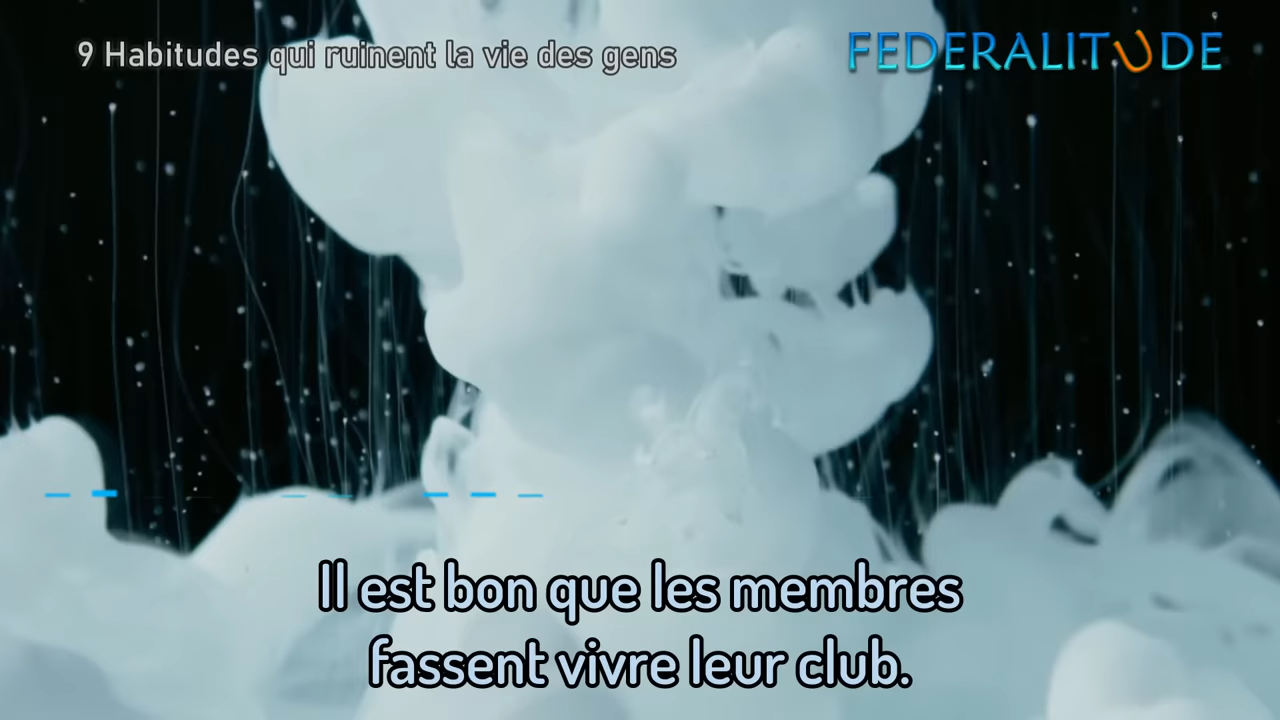 9 Habitudes qui ruinent la vie des gens
FEDERALITUDE
Il est bon que les membres
fassent vivre leur club.